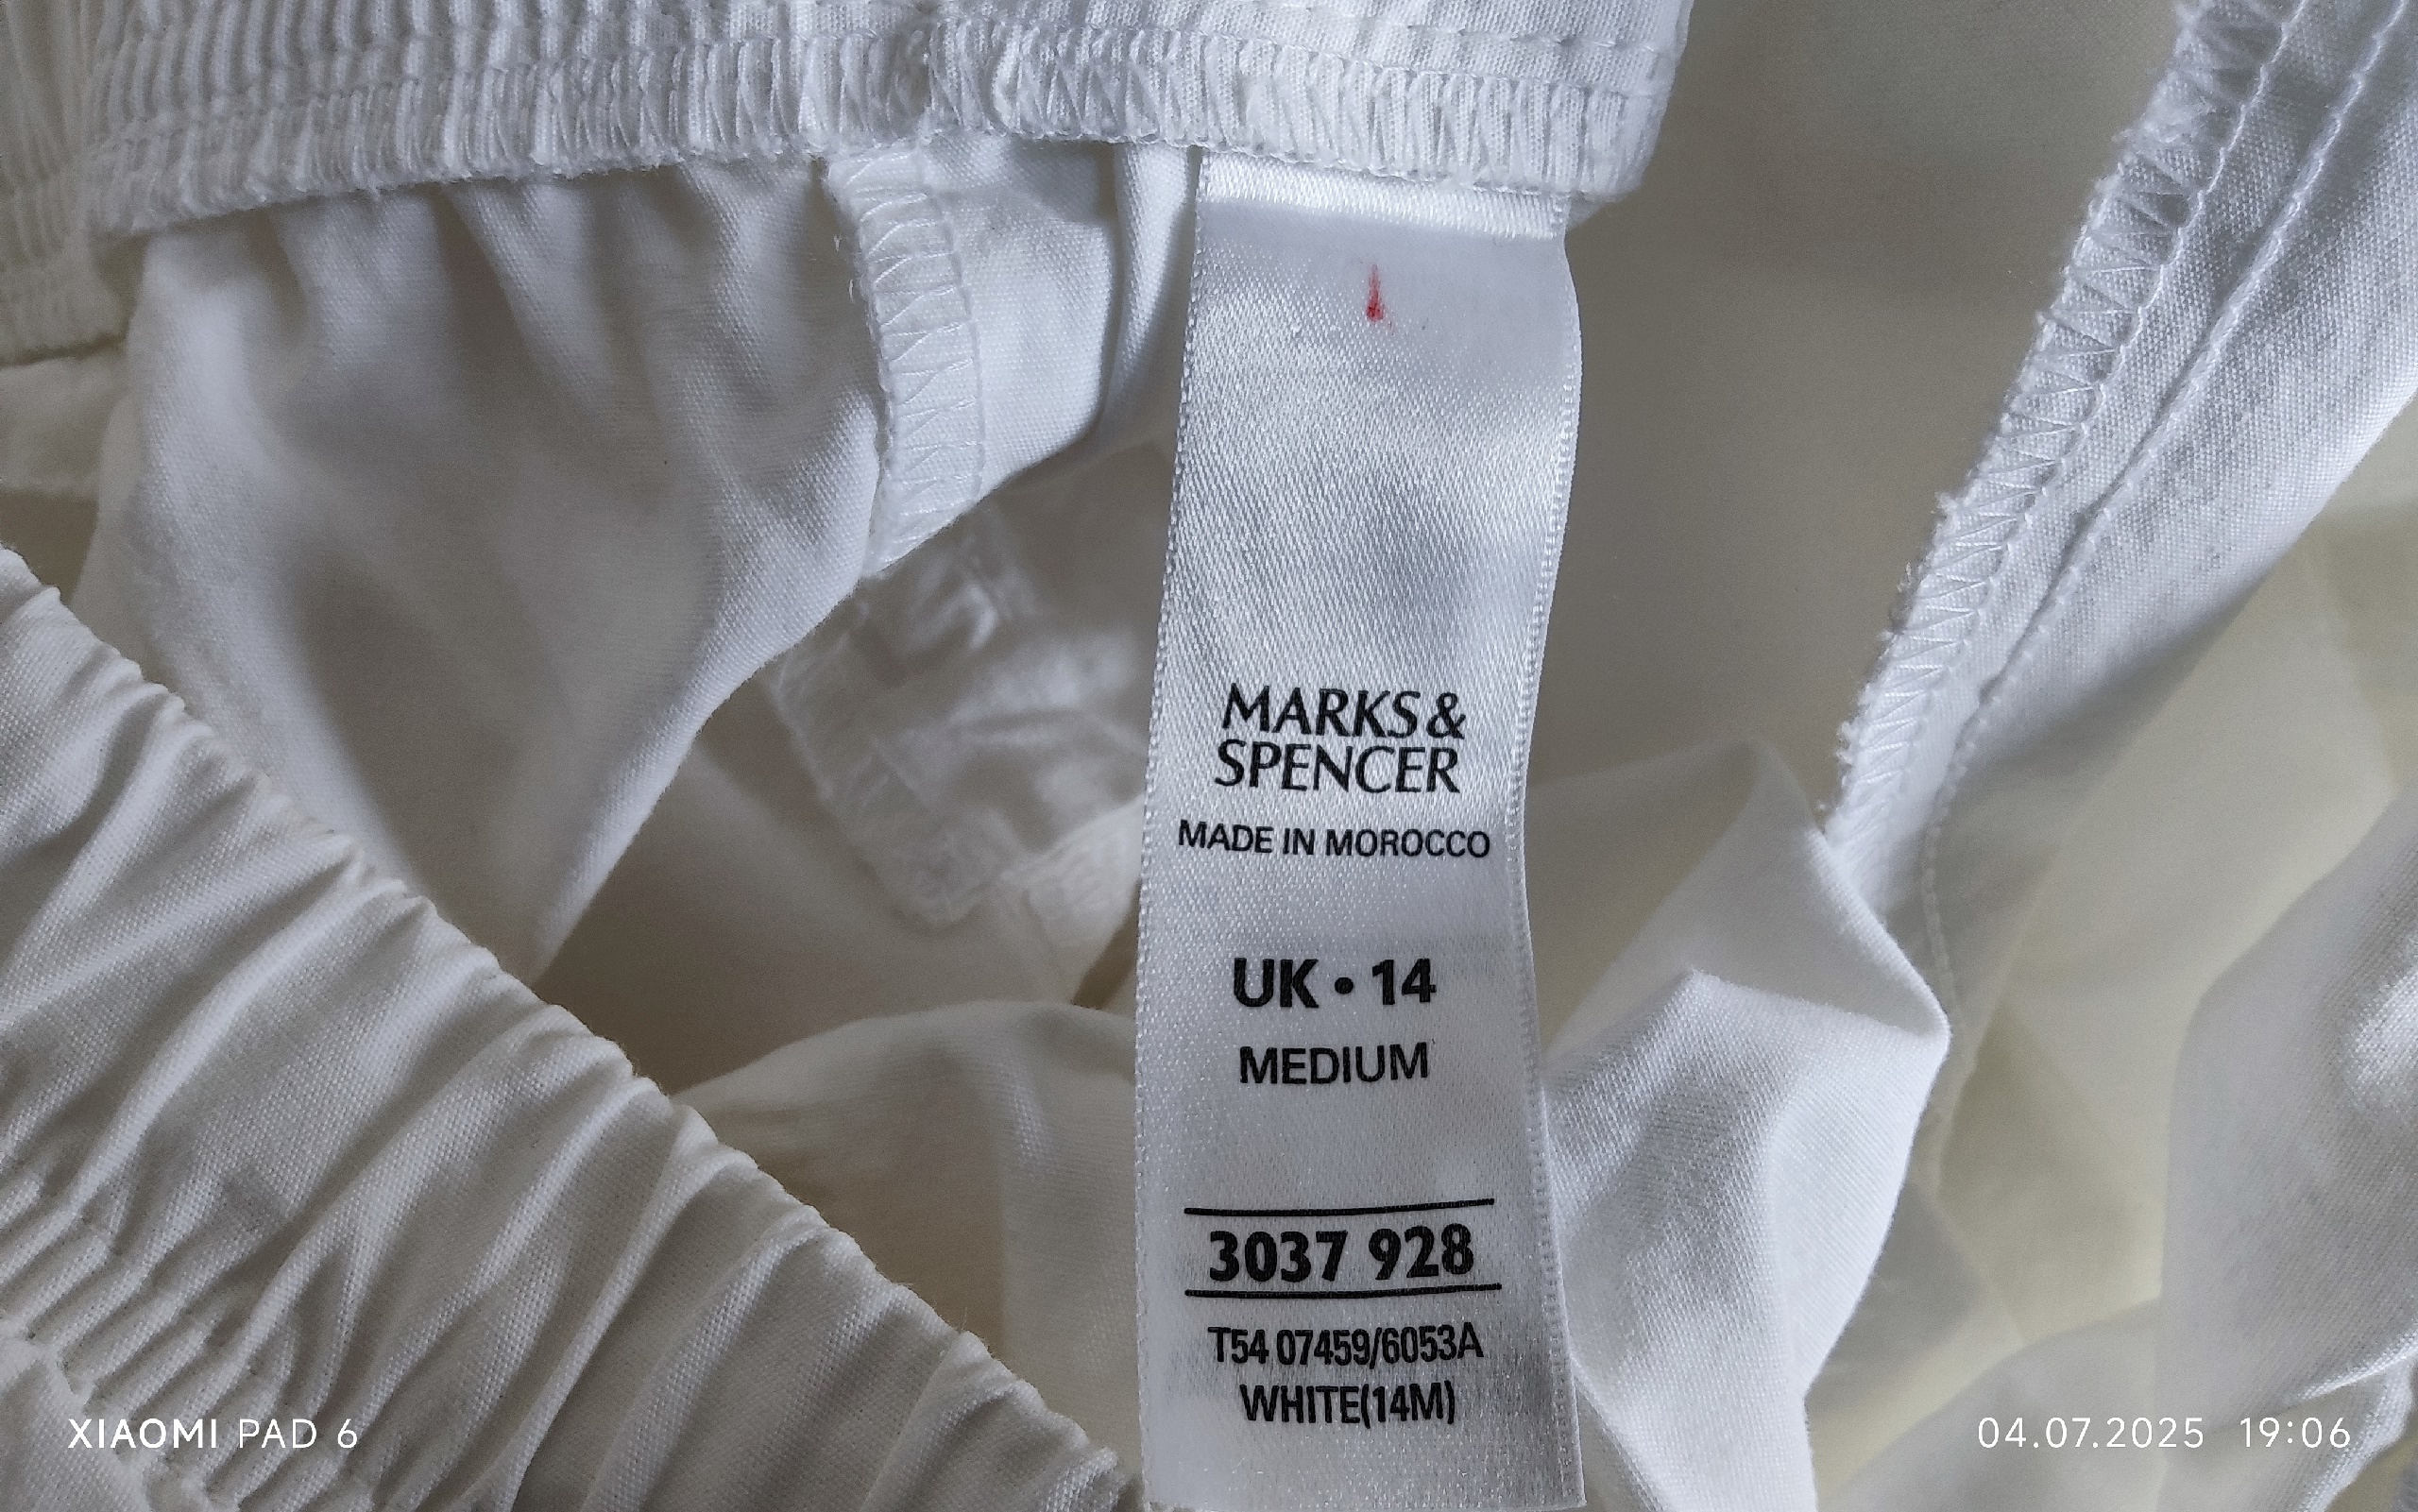 MARKS&
SPENCER
MADE IN MOROCCO
UK • 14
MEDIUM
3037 928
T54 07459/6053A
WHITE(14M)
XIAOMI PAD 6
04.07.2025 19:06